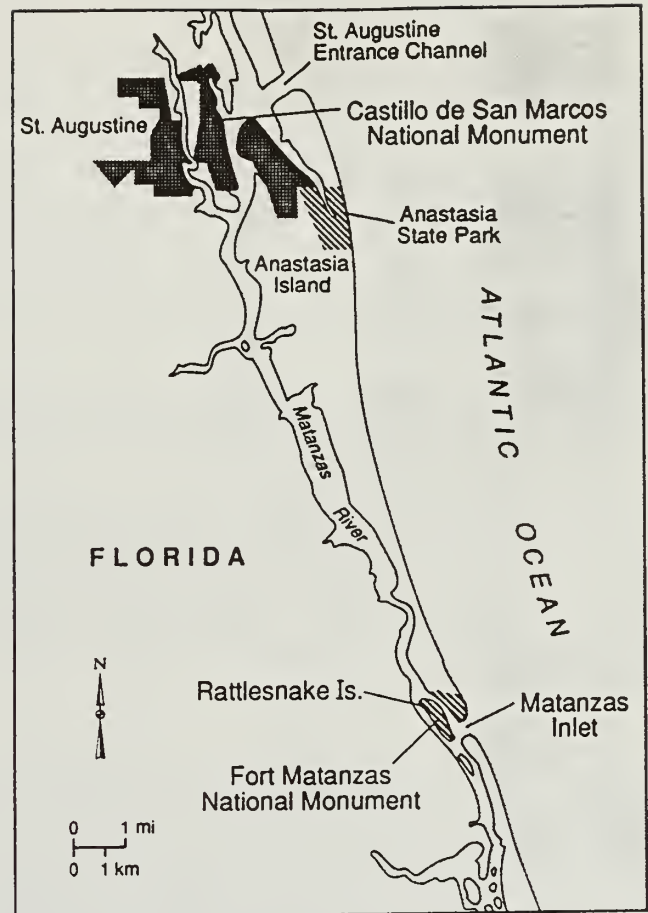 St. Augustine
Entrance Channel
Castillo de San Marcos
National Monument
St. Augustine
Anastasia
State Park
Anastasia
Island
ATLANTIC
OCEAN
Matanzas
River
FLORIDA
N
Rattlesnake Is.
Matanzas
Inlet
Fort Matanzas
National Monument
0 1 mi
0 1 km